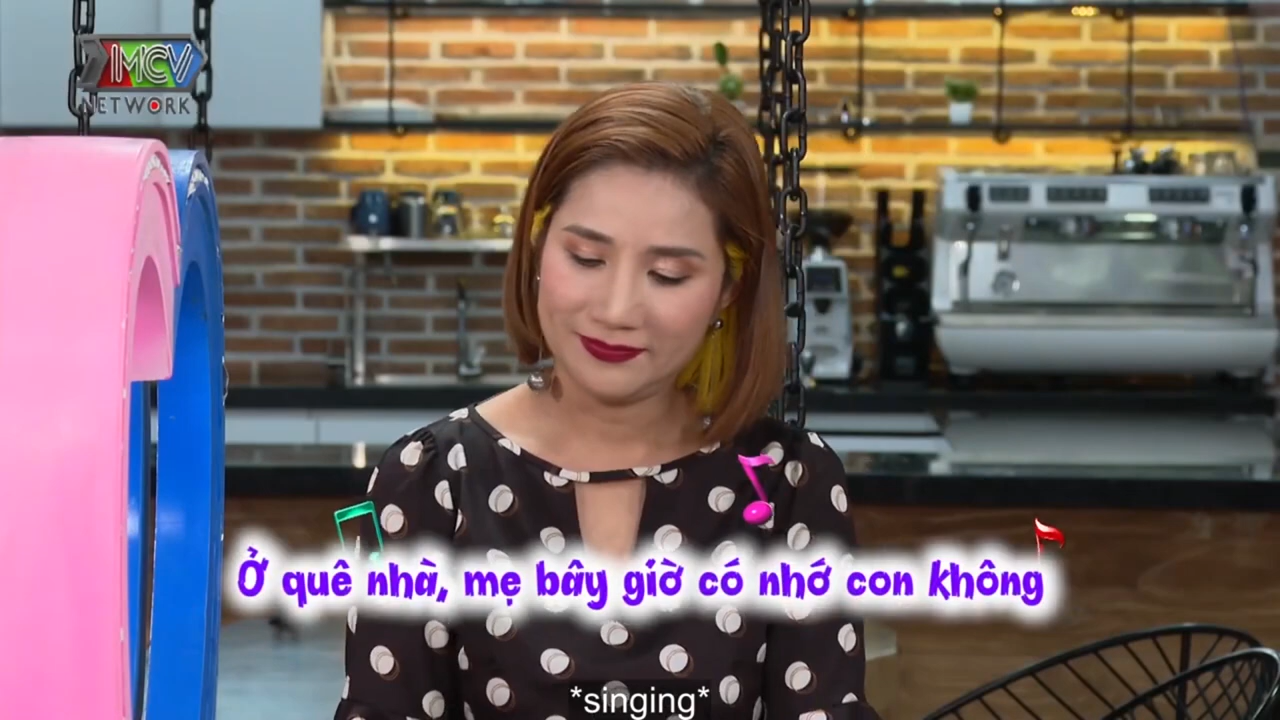 MCV
NETWORK
Ở quê nhà, mẹ bây giờ có nhớ con không
*singing*